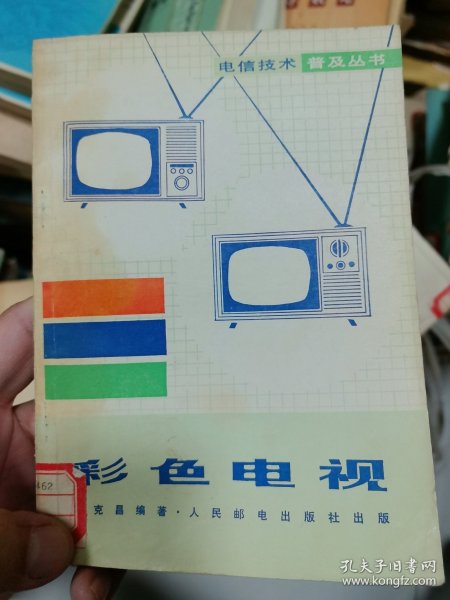 电信技术 普及丛书
彩色电视
克昌编著·人民邮电出版社出版
462
孔夫子旧书网
www.kongfz.com